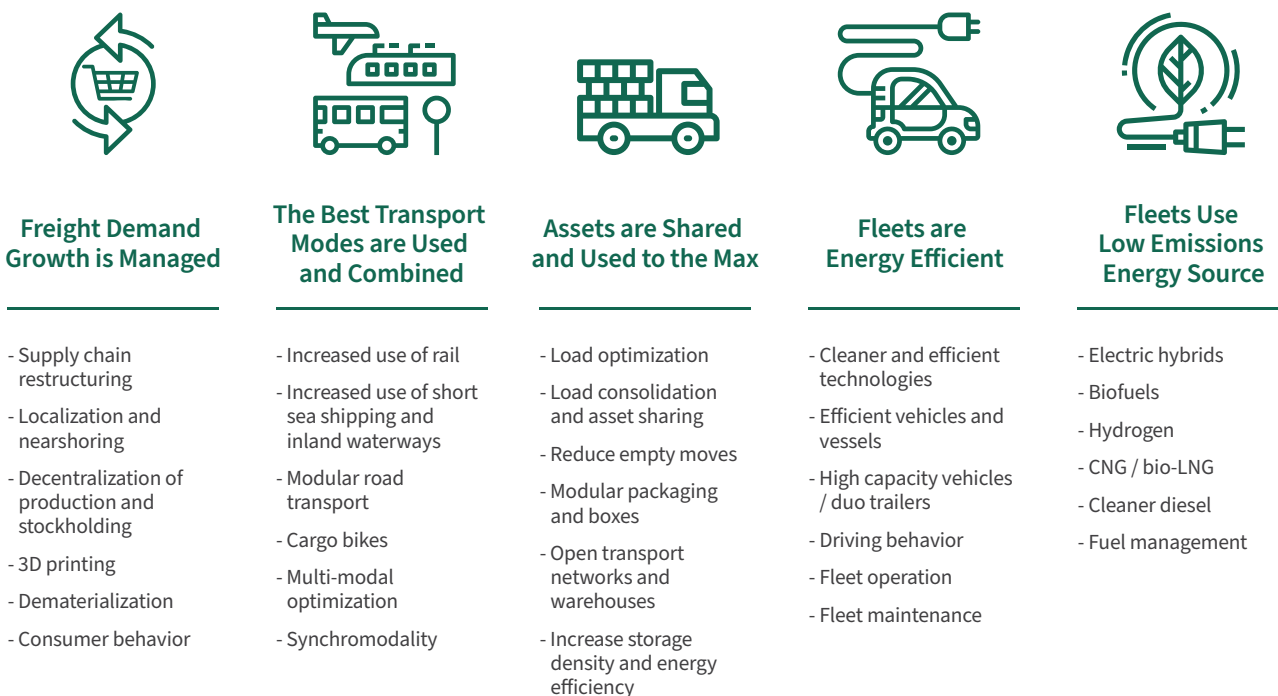 Freight Demand
Growth is Managed
- Supply chain
restructuring
- Localization and
nearshoring
- Decentralization of
production and
stockholding
- 3D printing
- Dematerialization
- Consumer behavior
The Best Transport
Modes are Used
and Combined
- Increased use of rail
- Increased use of short
sea shipping and
inland waterways
- Modular road
transport
- Cargo bikes
- Multi-modal
optimization
- Synchromodality
Assets are Shared
and Used to the Max
- Load optimization
- Load consolidation
and asset sharing
- Reduce empty moves
- Modular packaging
and boxes
- Open transport
networks and
warehouses
- Increase storage
density and energy
efficiency
Fleets are
Energy Efficient
- Cleaner and efficient
technologies
- Efficient vehicles and
vessels
- High capacity vehicles
/ duo trailers
- Driving behavior
- Fleet operation
- Fleet maintenance
Fleets Use
Low Emissions
Energy Source
- Electric hybrids
- Biofuels
- Hydrogen
- CNG / bio-LNG
- Cleaner diesel
- Fuel management